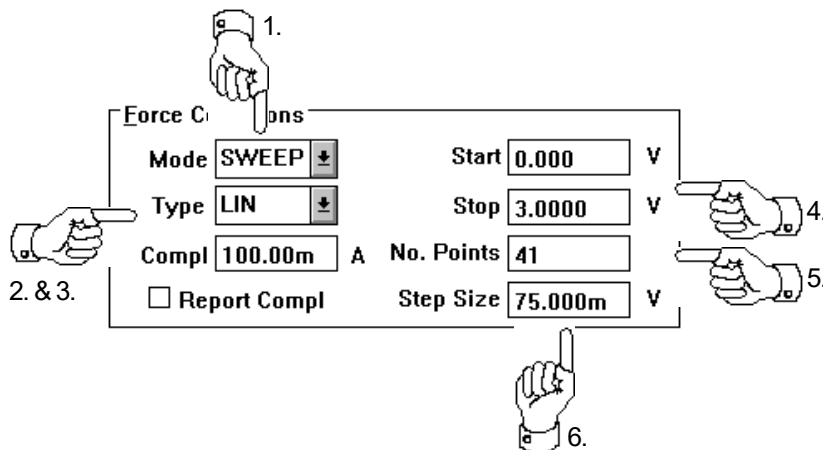 1.
Force C ons
Mode SWEEP Start 0.000 V
Type LIN Stop 3.0000 V
4.
Compl 100.00m A No. Points 41
5.
2. & 3.
Report Compl Step Size 75.000m V
6.